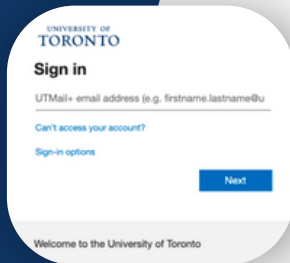 UNIVERSITY OF
TORONTO
Sign in
UTMail+ email address (e.g. firstname.lastname@u
Can't access your account?
Sign-in options
Next
Welcome to the University of Toronto